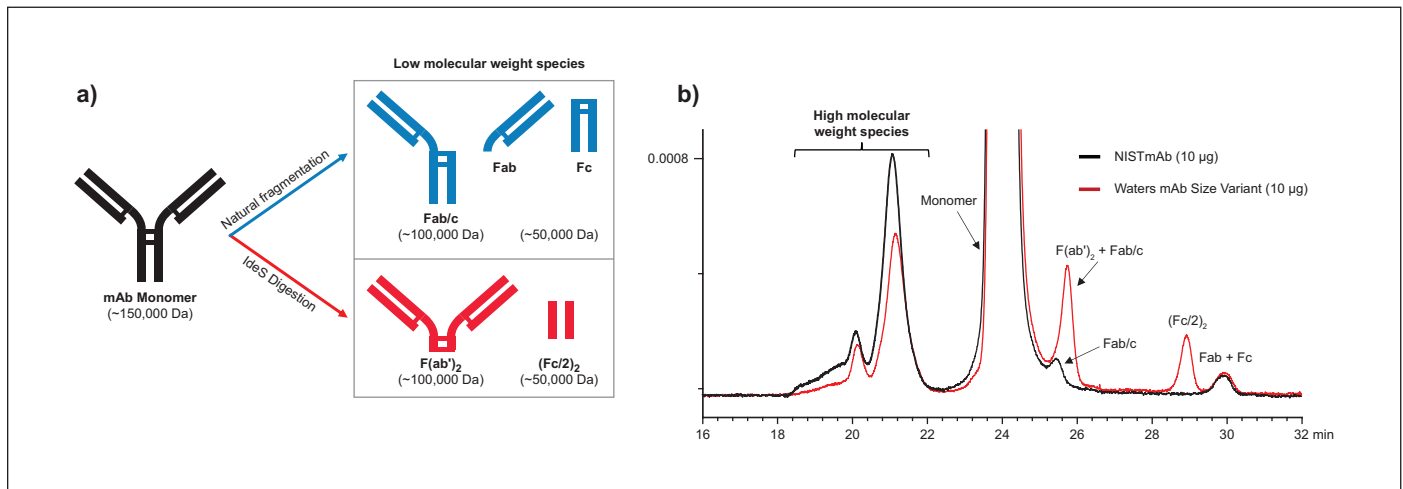 a)
Low molecular weight species
Natural fragmentation
IdeS Digestion
mAb Monomer
(~150,000 Da)
Fab/c
(~100,000 Da)
Fab
Fc
(~50,000 Da)
F(ab')2
(~100,000 Da)
(Fc/2)2
(~50,000 Da)
b)
High molecular
weight species
0.0008
NISTmAb (10 µg)
Waters mAb Size Variant (10 µg)
Monomer
F(ab')2 + Fab/c
Fab/c
(Fc/2)2
Fab + Fc
16 18 20 22 24 26 28 30 32 min